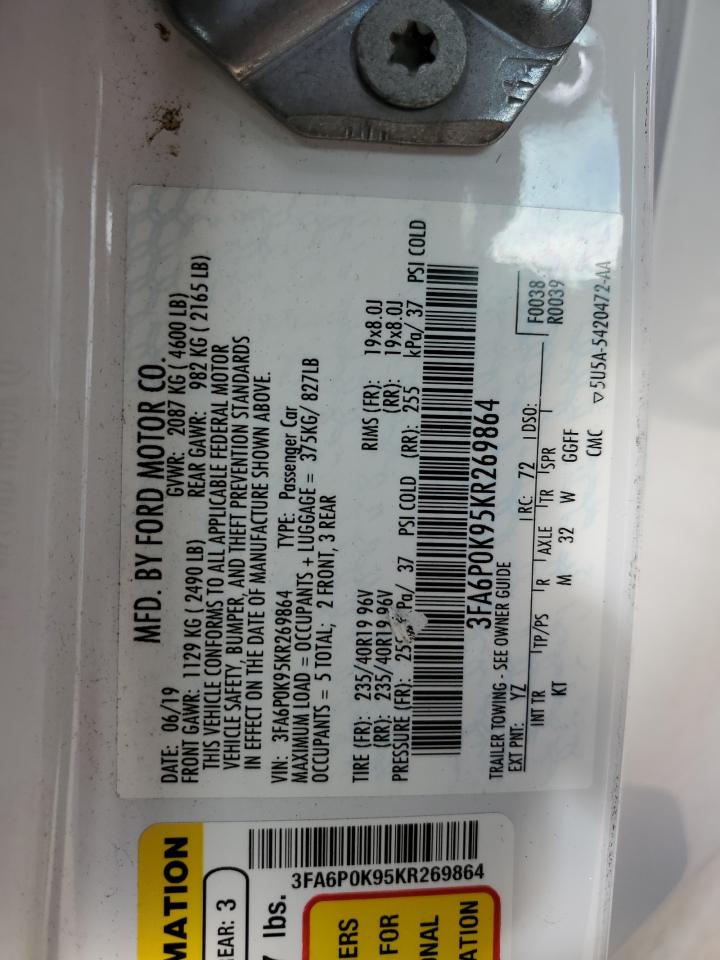 MFD. BY FORD MOTOR CO.
DATE: 06/19 GVWR: 2087 KG ( 4600 LB)
FRONT GAWR: 1129 KG ( 2490 LB) REAR GAWR: 982 KG ( 2165 LB)
THIS VEHICLE CONFORMS TO ALL APPLICABLE FEDERAL MOTOR
VEHICLE SAFETY, BUMPER, AND THEFT PREVENTION STANDARDS
IN EFFECT ON THE DATE OF MANUFACTURE SHOWN ABOVE.
VIN: 3FA6P0K95KR269864 TYPE: Passenger Car
MAXIMUM LOAD = OCCUPANTS + LUGGAGE = 375KG/ 827LB
OCCUPANTS = 5 TOTAL; 2 FRONT, 3 REAR
TIRE (FR): 235/40R19 96V RIMS (FR): 19x8.0J
(RR): 235/40R19 96V (RR): 19x8.0J
PRESSURE (FR): Pa/ 37 PSI COLD (RR): 255 kPa/ 37 PSI COLD
3FA6P0K95KR269864
TRAILER TOWING - SEE OWNER GUIDE
EXT PNT: YZ RC: 72 DSO: F0038
R0039
INT TR TP/PS R AXLE TR SPR
KT M 32 W GGFF
CMC ▽5U5A-5420472-AA
MATION
EAR: 3
lbs.
3FA6P0K95KR269864
ERS
FOR
ONAL
ATION